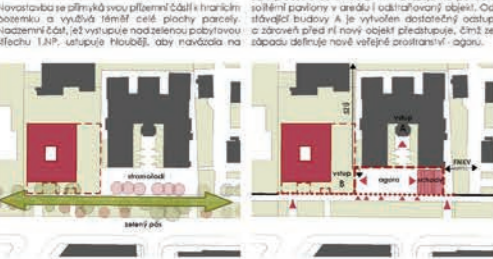 Novostavba se přimyká svou přízemní částí k hranicím
pozemku a využívá téměř celé plochy parcely.
Nadzemní část, jež vystupuje nad zelenou pobytovou
střechu 1.NP, ustupuje hlouběji, aby navázala na
solitérní pavilony v areálu i odstraňovaný objekt. Od
stávající budovy A je vytvořen dostatečný odstup
a zároveň před ní nový objekt předstupuje, čímž ze
západu definuje nové veřejné prostranství - agoru.
stromořadí
zelený pás
vstup
A
vstup
B
agora
FNKV